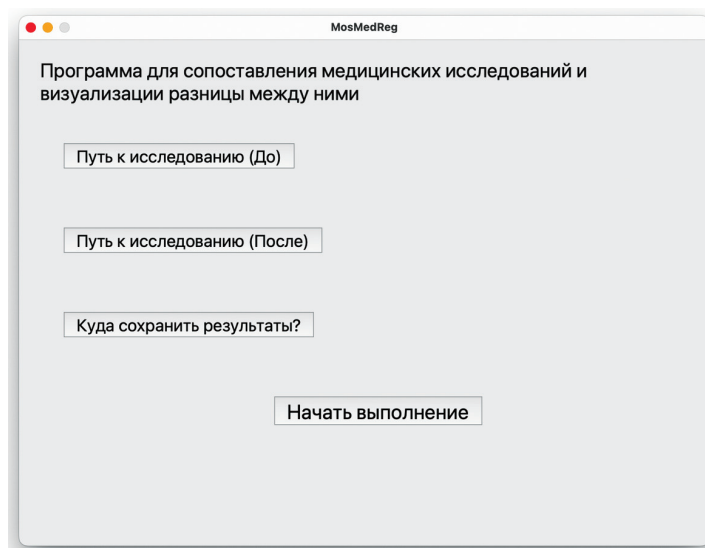 MosMedReg
Программа для сопоставления медицинских исследований и
визуализации разницы между ними
Путь к исследованию (До)
Путь к исследованию (После)
Куда сохранить результаты?
Начать выполнение